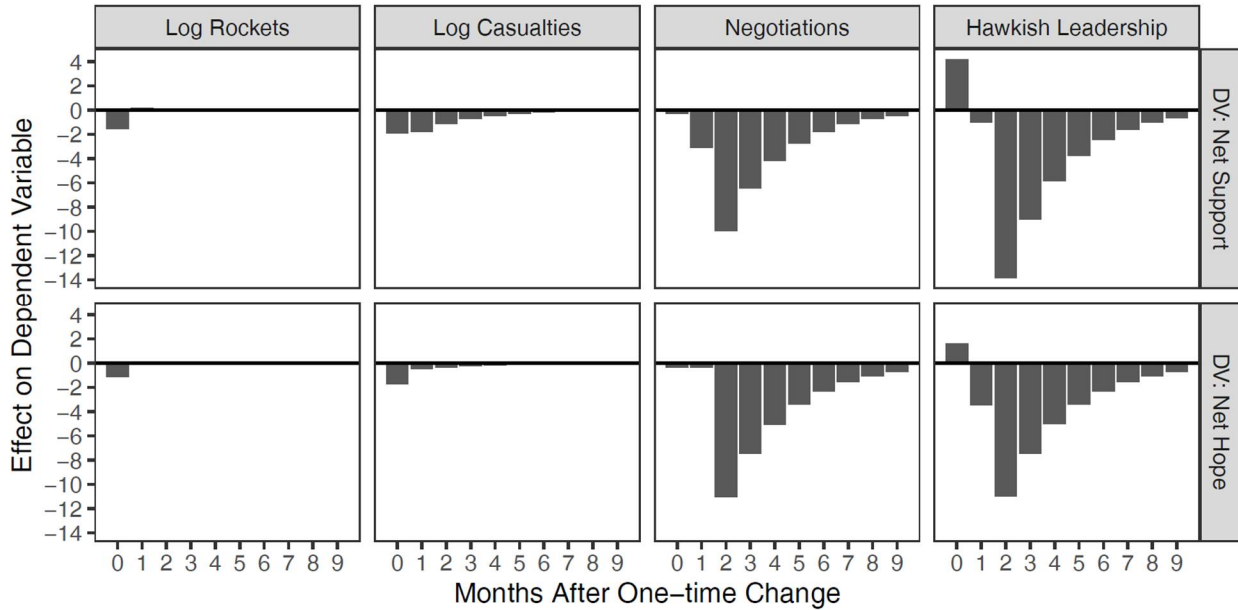 Log Rockets
Log Casualties
Negotiations
Hawkish Leadership
Effect on Dependent Variable
4
2
0
−2
−4
−6
−8
−10
−12
−14
DV: Net Support
4
2
0
−2
−4
−6
−8
−10
−12
−14
DV: Net Hope
0 1 2 3 4 5 6 7 8 9
0 1 2 3 4 5 6 7 8 9
0 1 2 3 4 5 6 7 8 9
0 1 2 3 4 5 6 7 8 9
Months After One−time Change